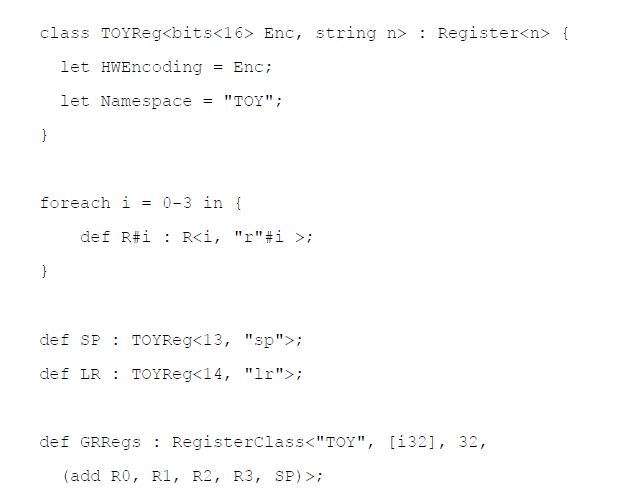 class TOYReg<bits<16> Enc, string n> : Register<n> {
let HWEncoding = Enc;
let Namespace = "TOY";
}
foreach i = 0-3 in {
def R#i : R<i, "r"#i >;
}
def SP : TOYReg<13, "sp">;
def LR : TOYReg<14, "lr">;
def GRRegs : RegisterClass<"TOY", [i32], 32,
(add R0, R1, R2, R3, SP)>;